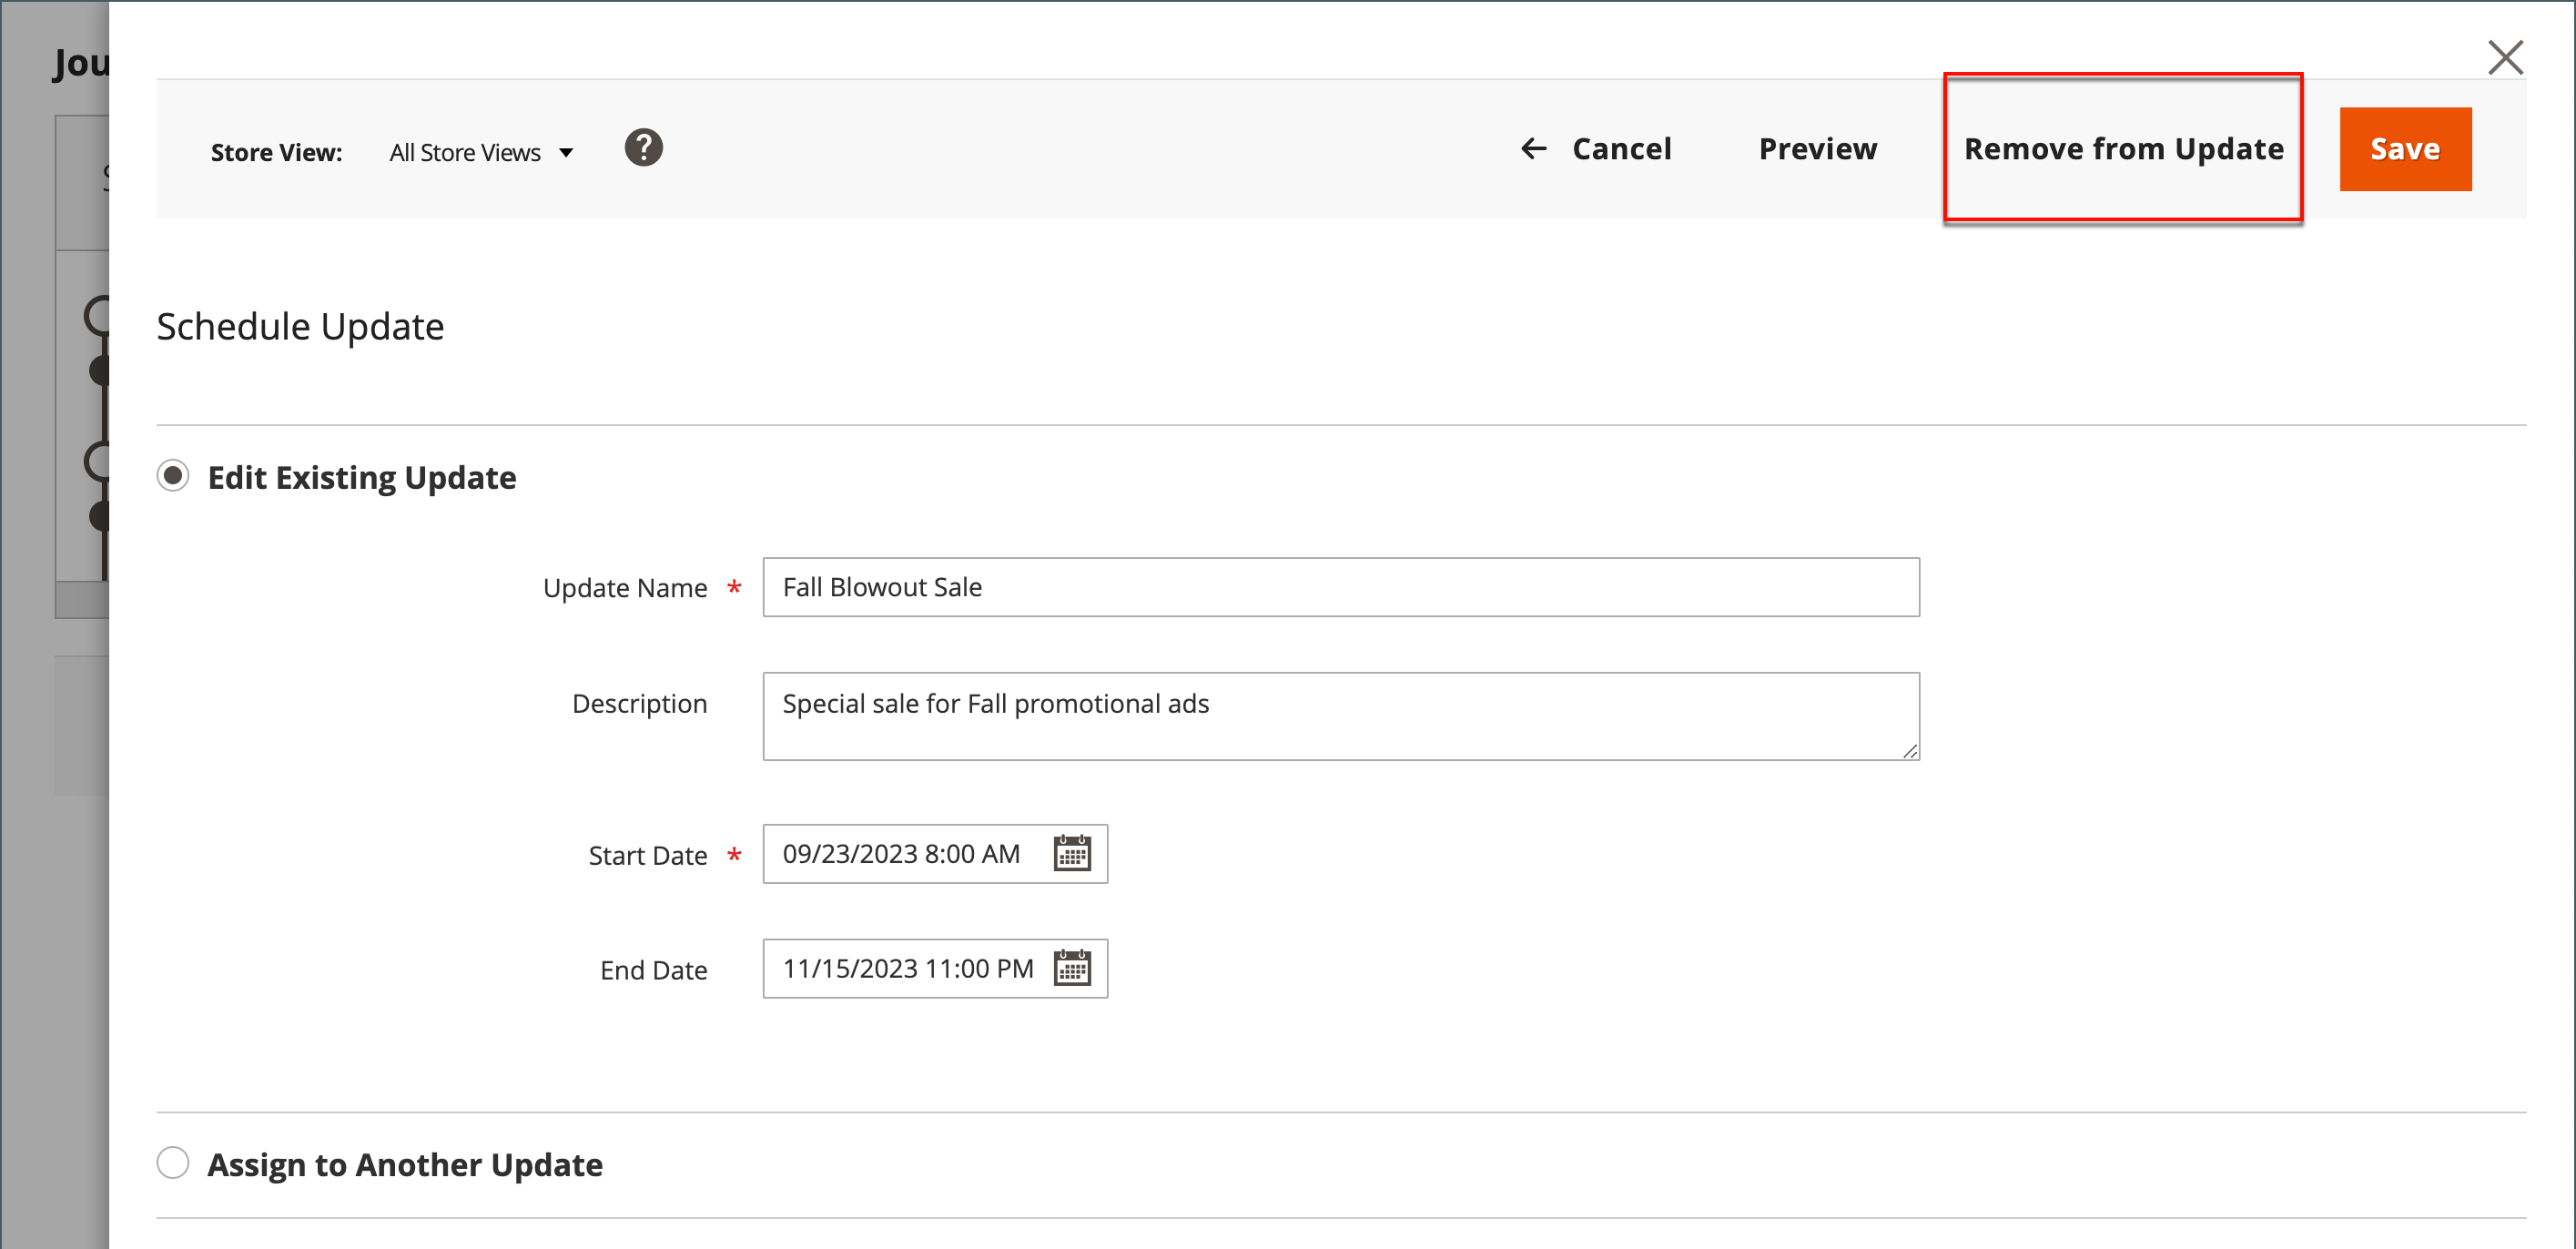 Jou
Store View: All Store Views ? Cancel Preview Remove from Update Save
Schedule Update
Edit Existing Update
Update Name * Fall Blowout Sale
Description Special sale for Fall promotional ads
Start Date * 09/23/2023 8:00 AM
End Date 11/15/2023 11:00 PM
Assign to Another Update